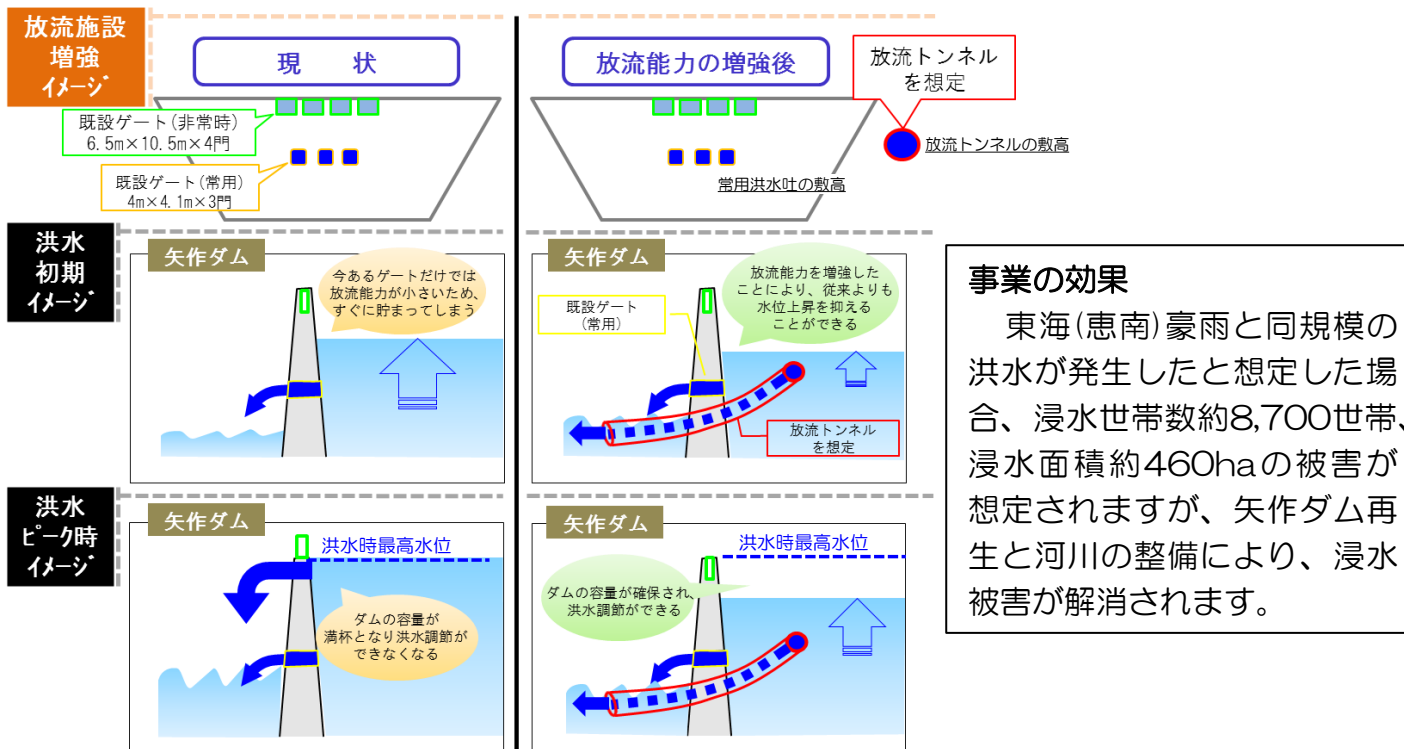 放流施設
増強
イメージ
現 状
既設ゲート(非常時)
6.5m×10.5m×4門
既設ゲート(常用)
4m×4.1m×3門
放流能力の増強後
放流トンネル
を想定
放流トンネルの敷高
常用洪水吐の敷高
洪水
初期
イメージ
矢作ダム
今あるゲートだけでは
放流能力が小さいため、
すぐに貯まってしまう
矢作ダム
既設ゲート
(常用)
放流能力を増強した
ことにより、従来よりも
水位上昇を抑える
ことができる
放流トンネル
を想定
洪水
ピーク時
イメージ
矢作ダム
洪水時最高水位
ダムの容量が
満杯となり洪水調節が
できなくなる
矢作ダム
洪水時最高水位
ダムの容量が確保され、
洪水調節ができる
事業の効果
東海(恵南)豪雨と同規模の
洪水が発生したと想定した場
合、浸水世帯数約8,700世帯、
浸水面積約460haの被害が
想定されますが、矢作ダム再
生と河川の整備により、浸水
被害が解消されます。